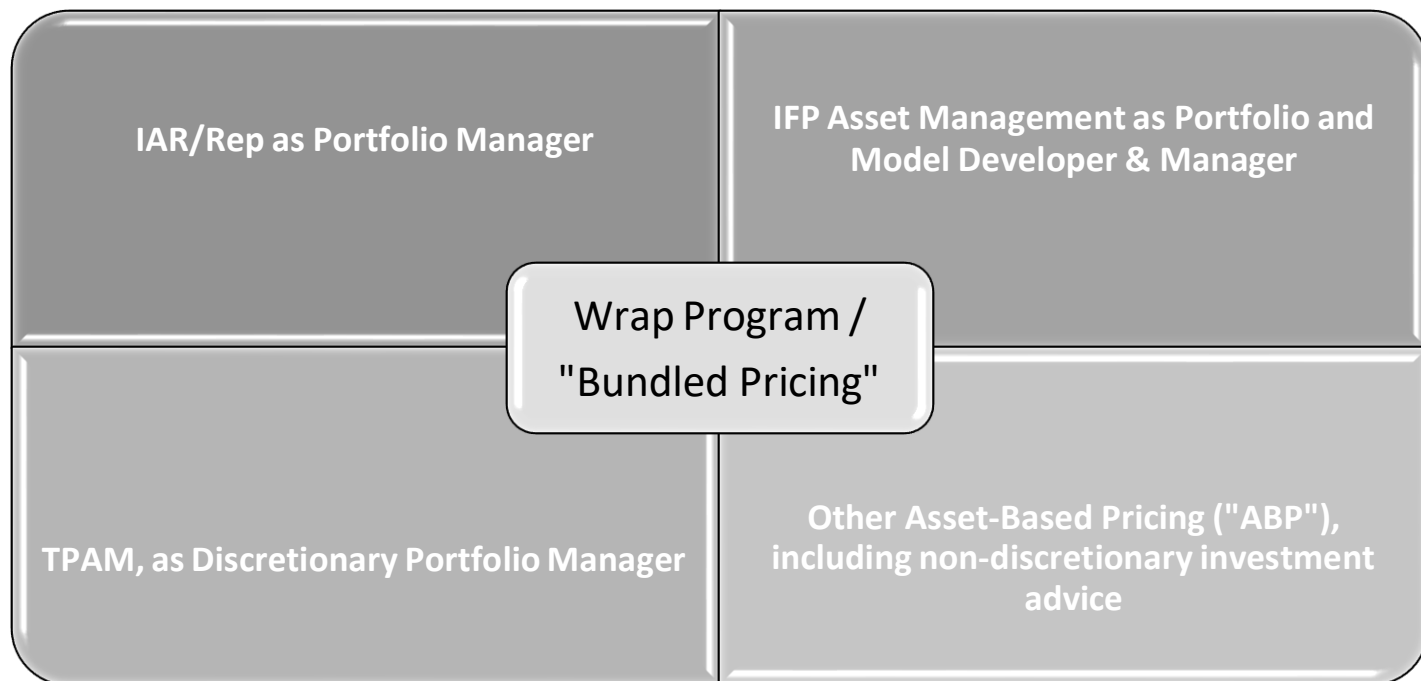 IAR/Rep as Portfolio Manager
IFP Asset Management as Portfolio and
Model Developer & Manager
Wrap Program /
"Bundled Pricing"
TPAM, as Discretionary Portfolio Manager
Other Asset-Based Pricing ("ABP"),
including non-discretionary investment
advice